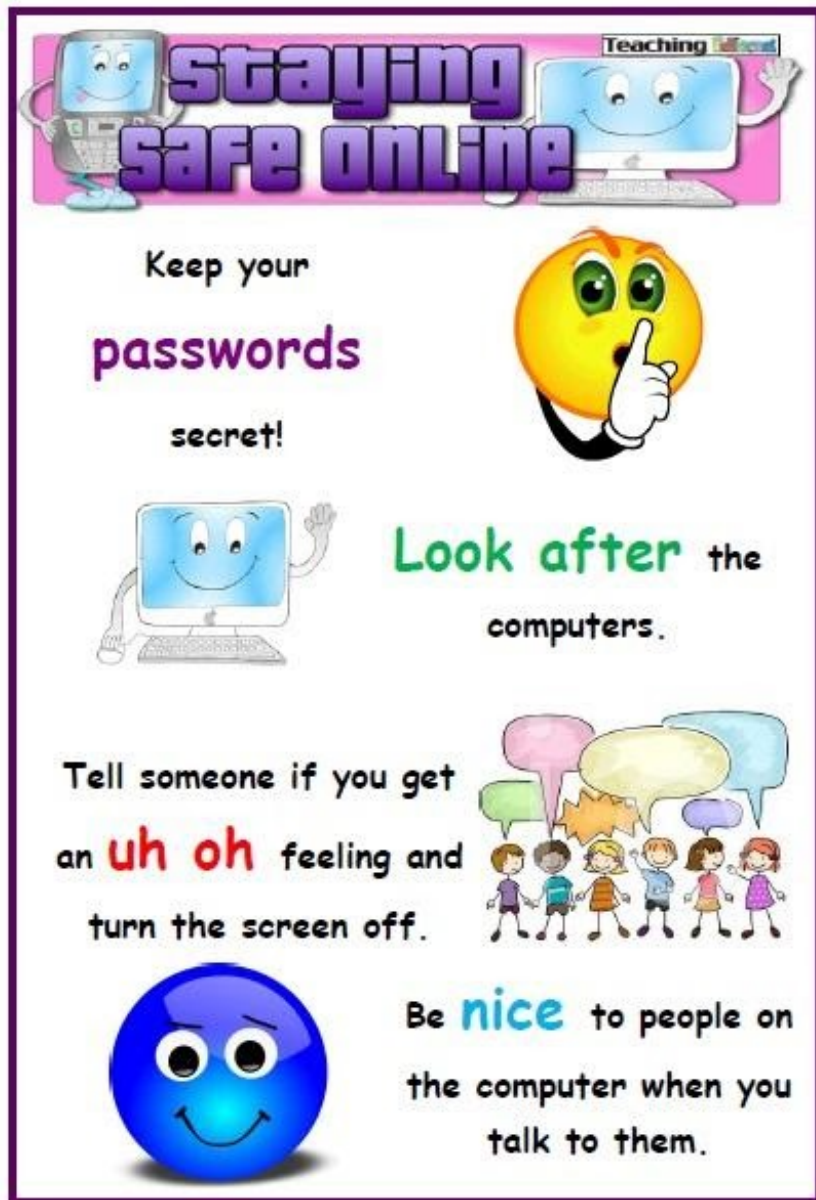 Teaching
staying
safe online
Keep your
passwords
secret!
Look after the
computers.
Tell someone if you get
an uh oh feeling and
turn the screen off.
Be nice to people on
the computer when you
talk to them.